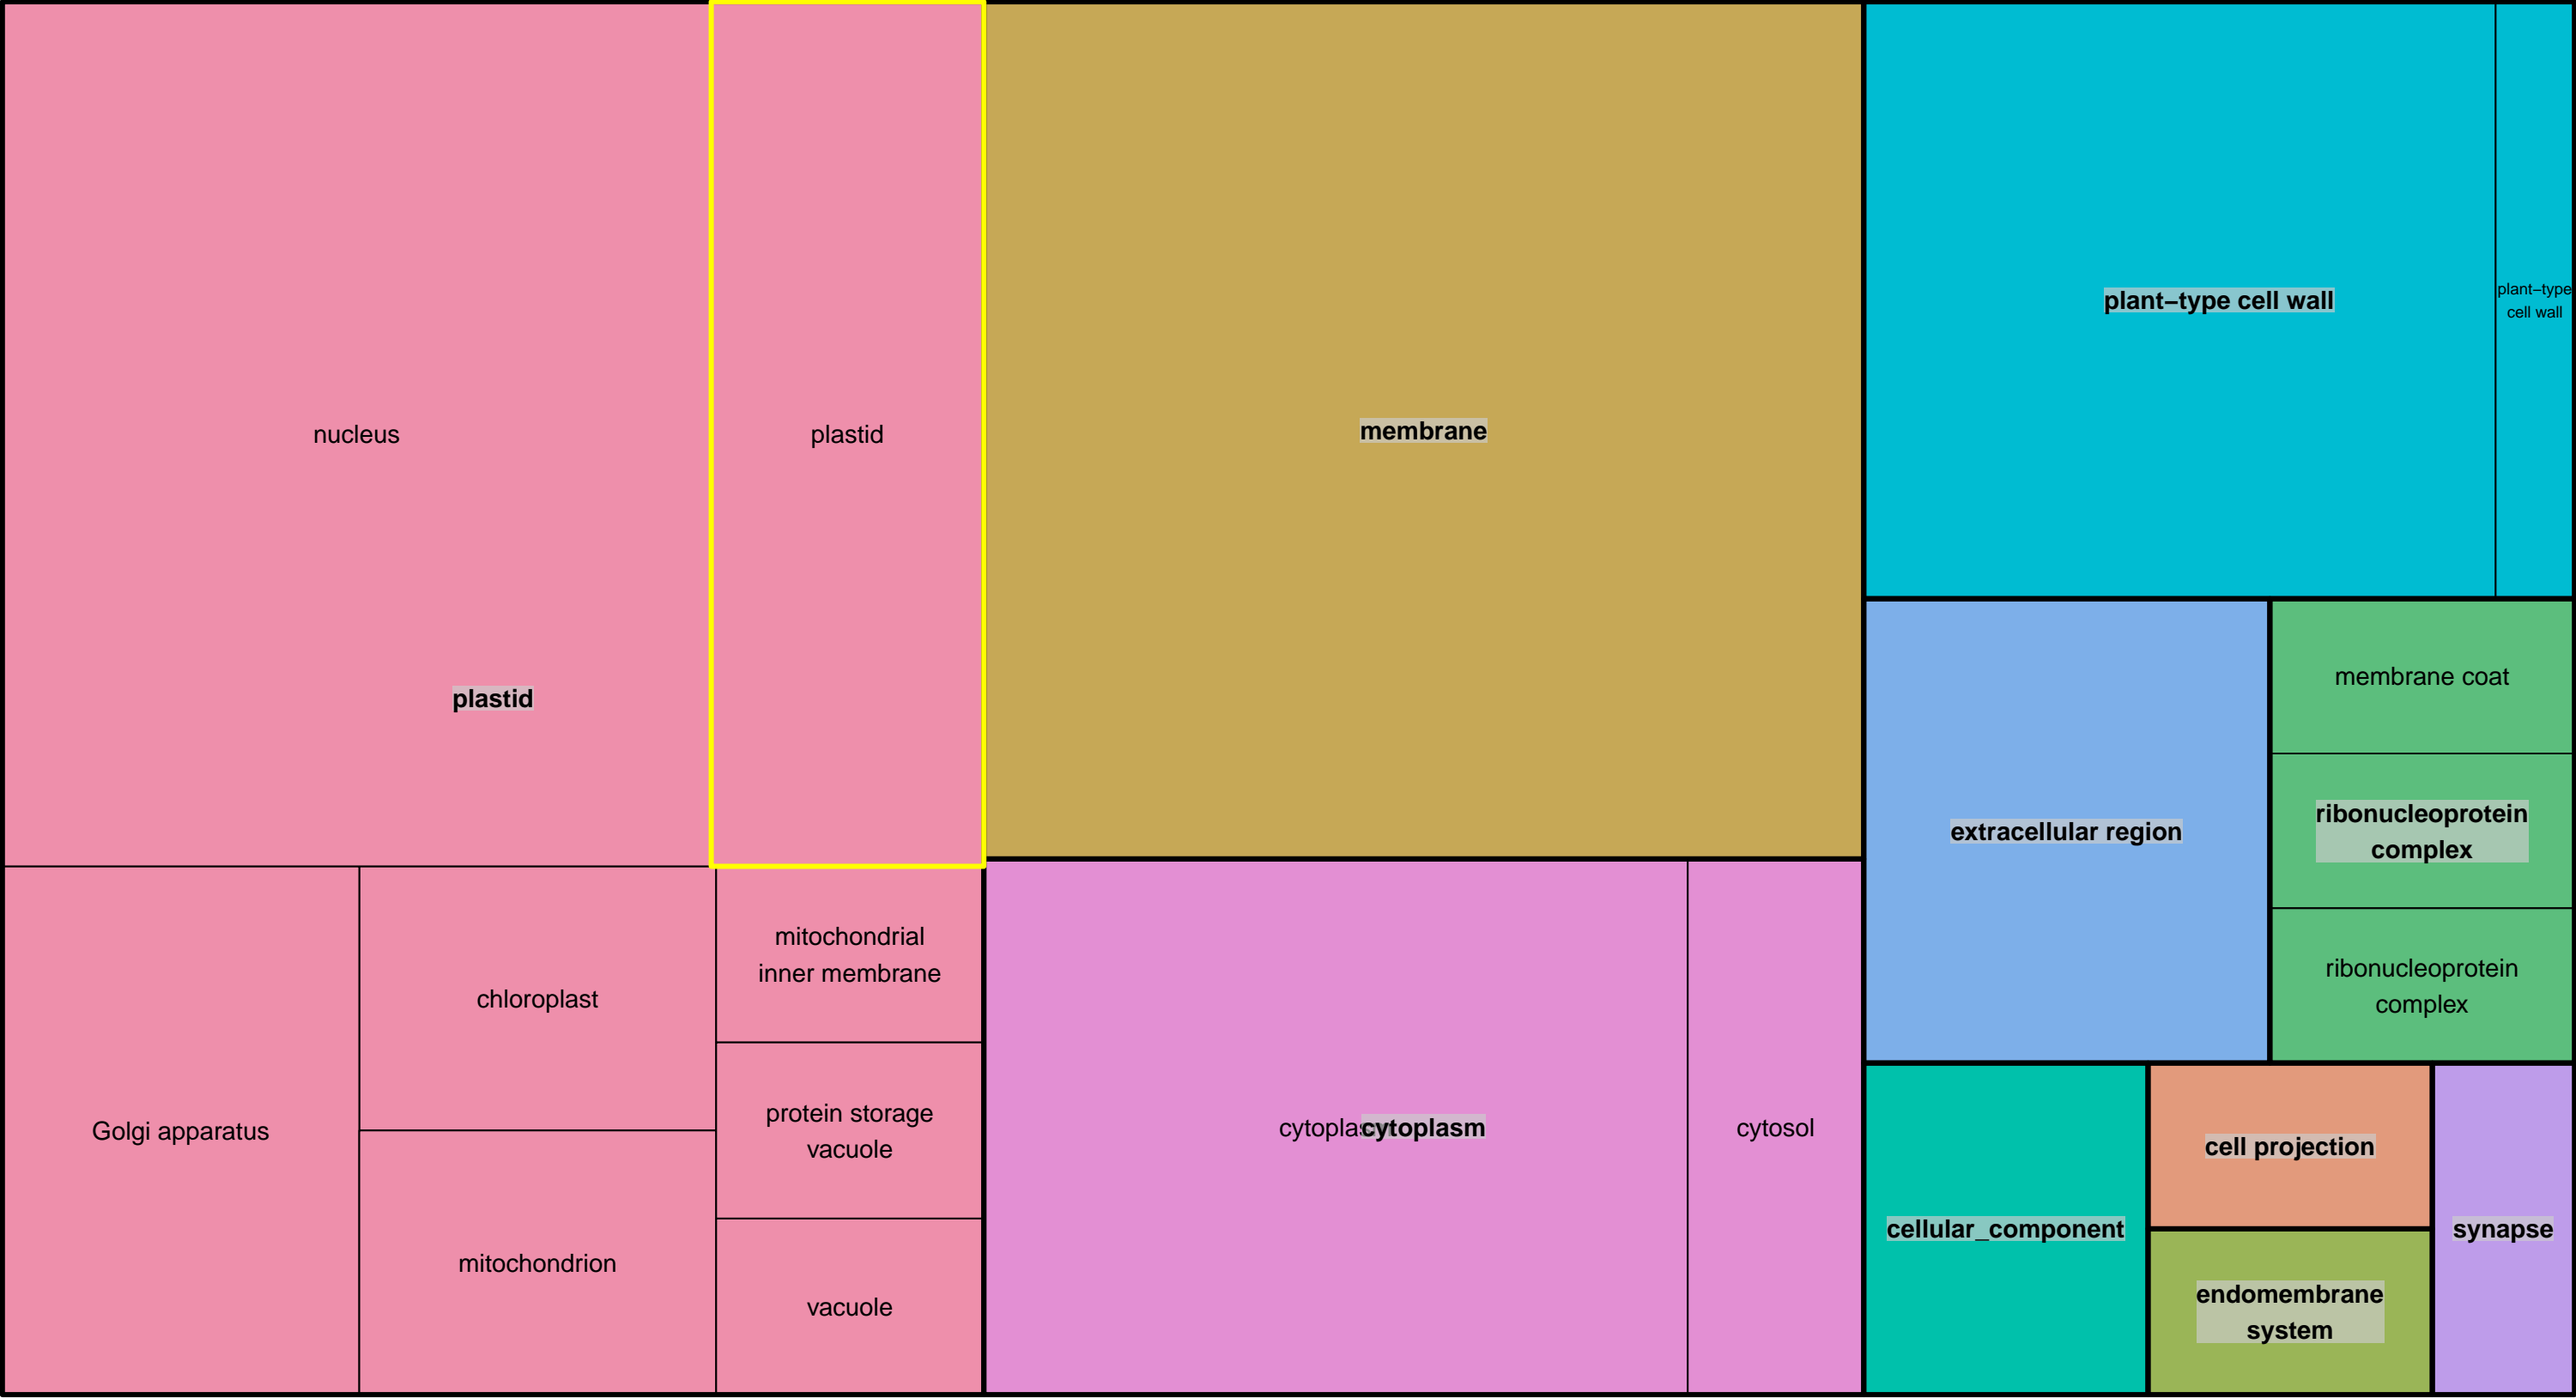 nucleus
plastid
plastid
Golgi apparatus
chloroplast
mitochondrion
mitochondrial
inner membrane
protein storage
vacuole
vacuole
membrane
cytoplasm
cytosol
plant−type cell wall
plant−type
cell wall
extracellular region
membrane coat
ribonucleoprotein
complex
ribonucleoprotein
complex
cellular_component
cell projection
endomembrane
system
synapse